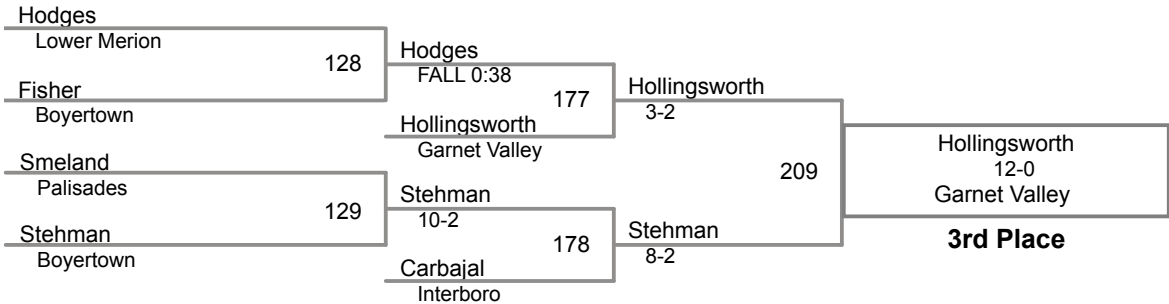 Hodges
Lower Merion
128
Fisher
Boyertown
Smeland
Palisades
129
Stehman
Boyertown
Hodges
FALL 0:38
177
Hollingsworth
Garnet Valley
Stehman
10-2
178
Carbajal
Interboro
Hollingsworth
3-2
209
Stehman
8-2
Hollingsworth
12-0
Garnet Valley
3rd Place